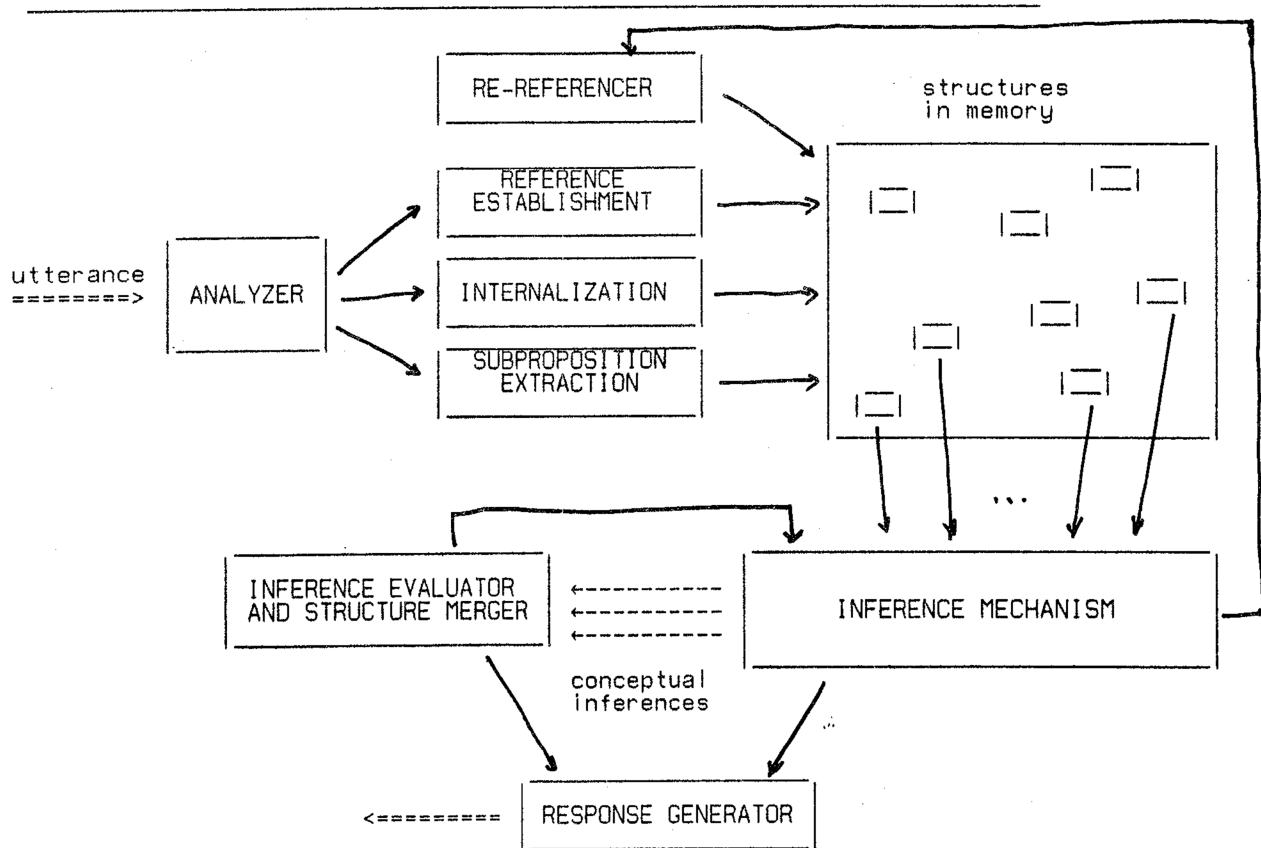 RE-REFERENCER
structures
in memory
REFERENCE
ESTABLISHMENT
utterance
========>
ANALYZER
INTERNALIZATION
SUBPROPOSITION
EXTRACTION
...
INFERENCE EVALUATOR
AND STRUCTURE MERGER
INFERENCE MECHANISM
conceptual
inferences
<=========
RESPONSE GENERATOR